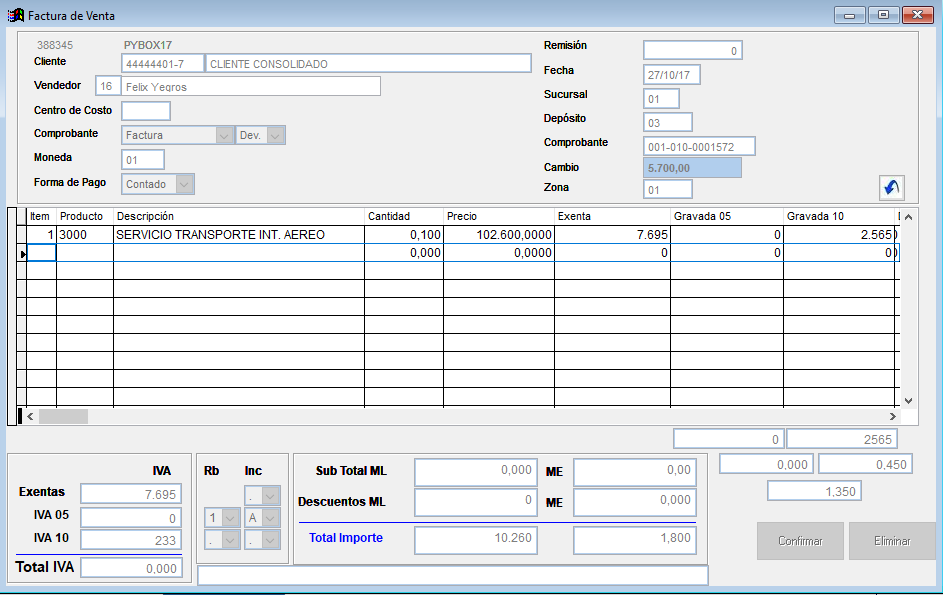 Factura de Venta
388345 PYBOX17 Remisión 0
Cliente 44444401-7 CLIENTE CONSOLIDADO
Fecha 27/10/17
Vendedor 16 Felix Yegros
Sucursal 01
Centro de Costo
Depósito 03
Comprobante Factura Dev.
Comprobante 001-010-0001572
Moneda 01
Cambio 5.700,00
Forma de Pago Contado
Zona 01
Item Producto Descripción Cantidad Precio Exenta Gravada 05 Gravada 10
1 3000 SERVICIO TRANSPORTE INT. AEREO 0,100 102.600,0000 7.695 0 2.565
0,000 0,0000 0 0 0
0 2565
IVA Rb Inc Sub Total ML 0,000 ME 0,00 0,000 0,450
Exentas 7.695 . 1,350
IVA 05 0 1 A Descuentos ML 0 ME 0,000
IVA 10 233 . . Total Importe 10.260 1,800 Confirmar Eliminar
Total IVA 0,000